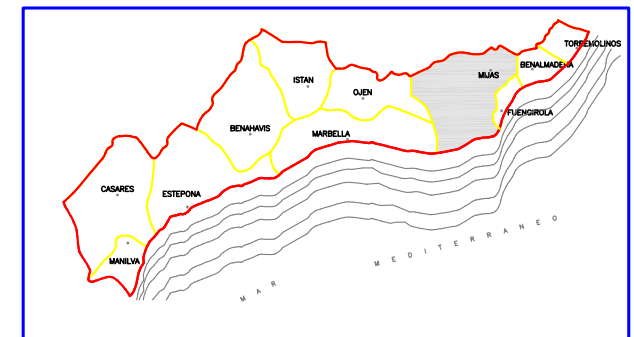 TORREMOLINOS
BENALMADENA
MIJAS
ISTAN
OJEN
FUENGIROLA
BENAHAVIS
MARBELLA
CASARES
ESTEPONA
MANILVA
MAR MEDITERRANEO